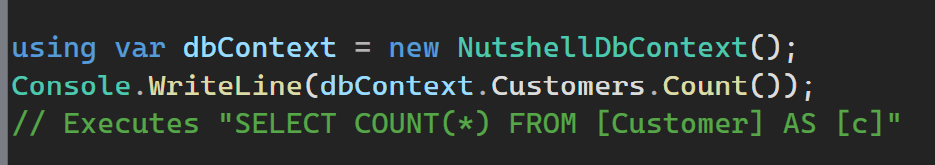 using var dbContext = new NutshellDbContext();
Console.WriteLine(dbContext.Customers.Count());
// Executes "SELECT COUNT(*) FROM [Customer] AS [c]"